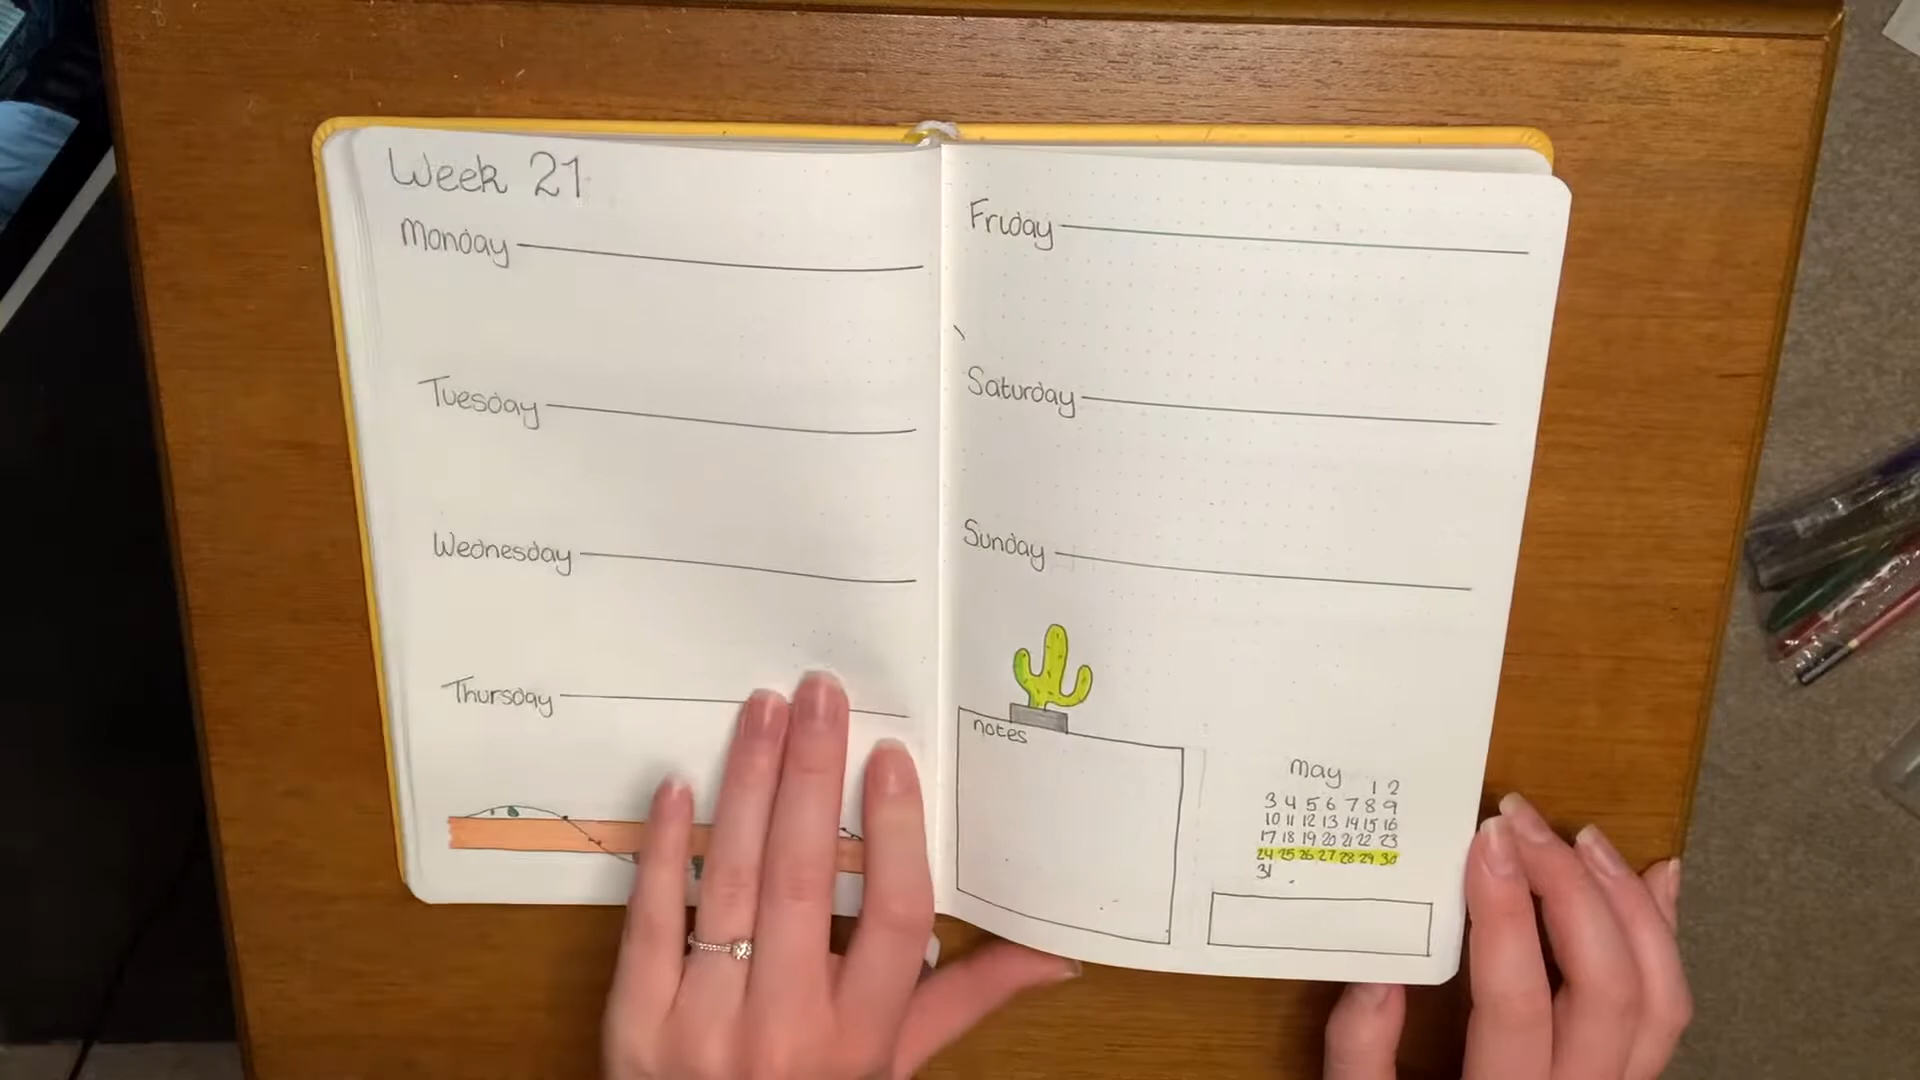 Week 21
Monday
Tuesday
Wednesday
Thursday
Friday
Saturday
Sunday
notes
May
1 2
3 4 5 6 7 8 9
10 11 12 13 14 15 16
17 18 19 20 21 22 23
24 25 26 27 28 29 30
31